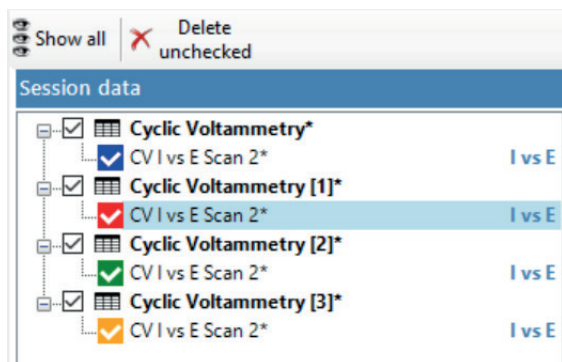 Show all
Delete
unchecked
Session data
Cyclic Voltammetry*
CV I vs E Scan 2* I vs E
Cyclic Voltammetry [1]*
CV I vs E Scan 2* I vs E
Cyclic Voltammetry [2]*
CV I vs E Scan 2* I vs E
Cyclic Voltammetry [3]*
CV I vs E Scan 2* I vs E